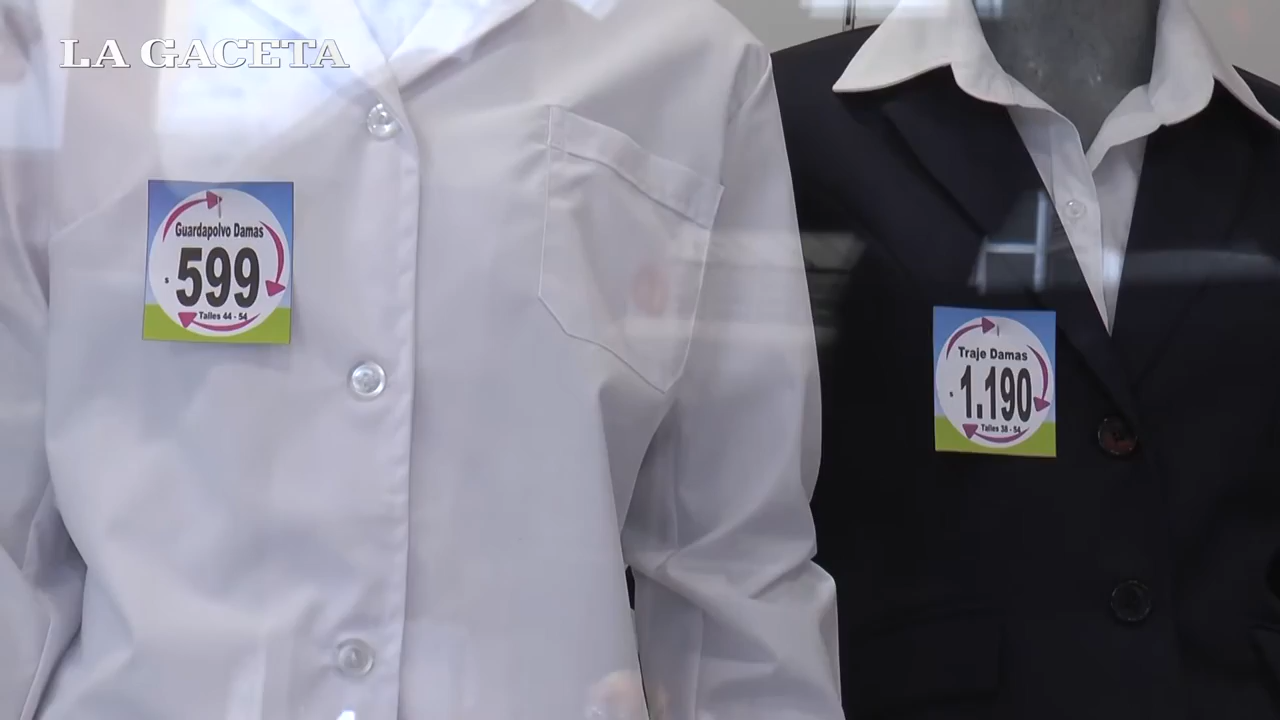 LA GACETA
Guardapolvo Damas
$ 599
Talles 44 - 54
Traje Damas
$ 1.190
Talles 38 - 54